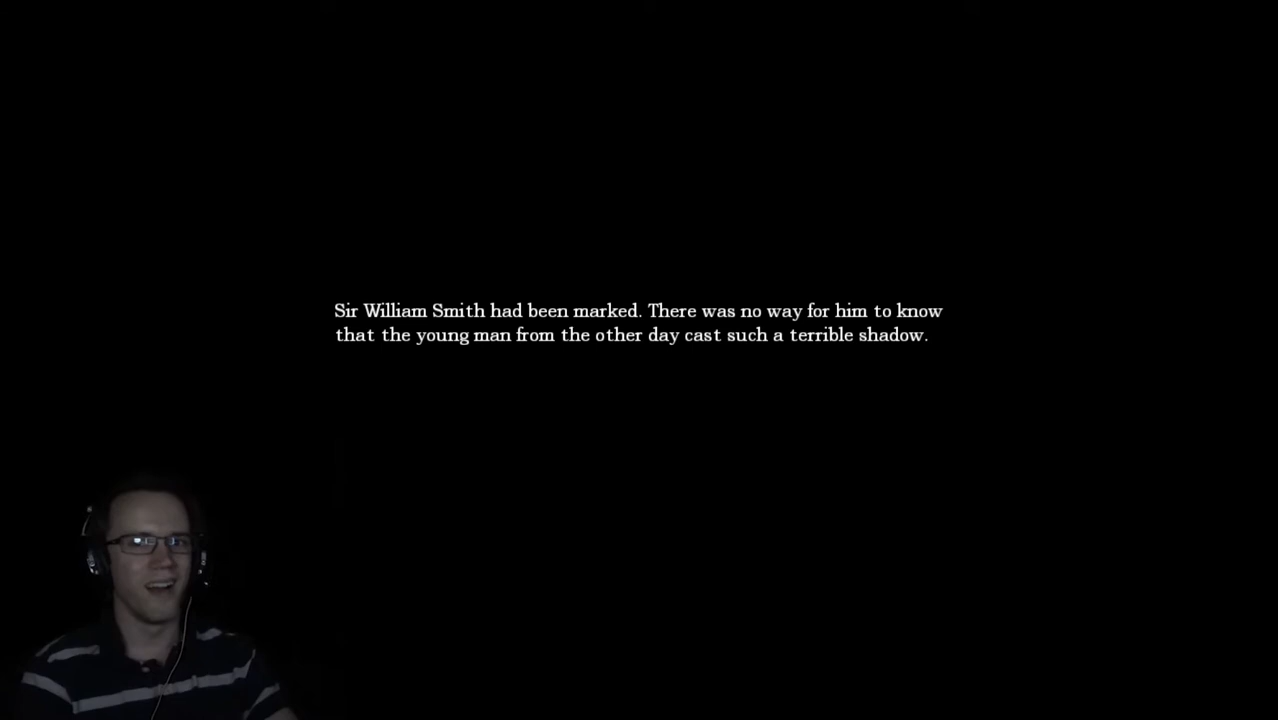 Sir William Smith had been marked. There was no way for him to know
that the young man from the other day cast such a terrible shadow.